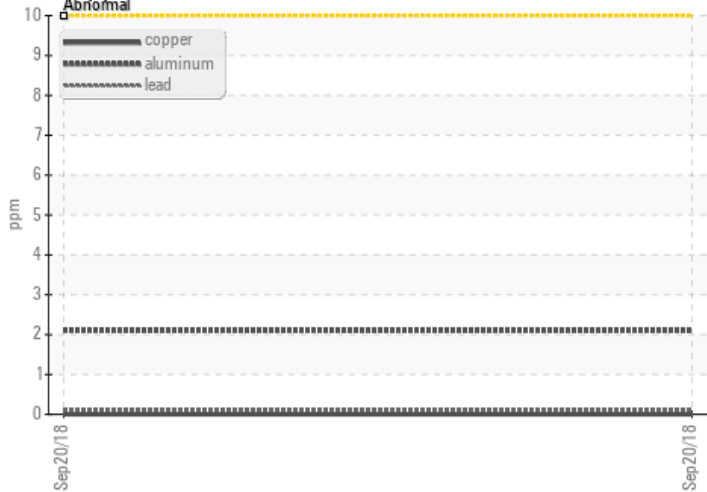 Abnormal
10
9
8
7
6
5
4
3
2
1
0
ppm
copper
aluminum
lead
Sep20/18
Sep20/18